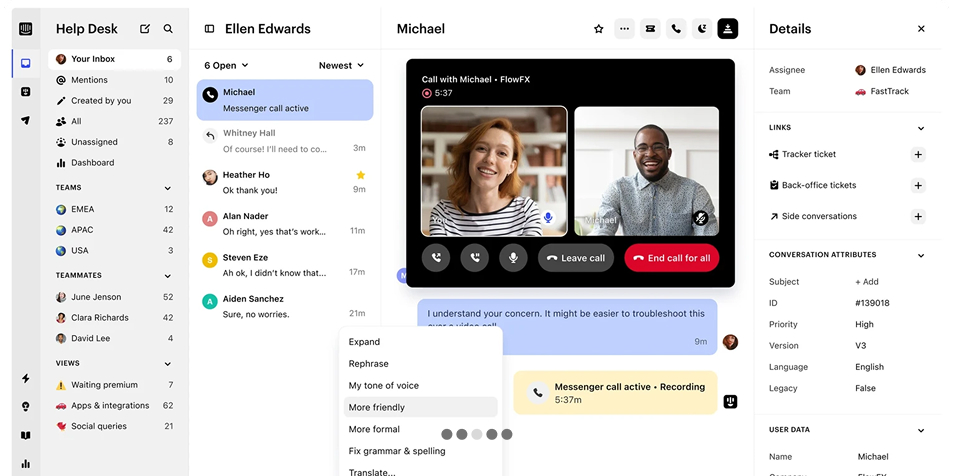 Help Desk
Your Inbox 6
Mentions 10
Created by you 29
All 237
Unassigned 8
Dashboard
TEAMS
EMEA 12
APAC 42
USA 3
TEAMMATES
June Jenson 52
Clara Richards 42
David Lee 4
VIEWS
Waiting premium 7
Apps & integrations 62
Social queries 21
Ellen Edwards
6 Open Newest
Michael
Messenger call active
Whitney Hall
Of course! I'll need to co... 3m
Heather Ho
Ok thank you! 9m
A
Alan Nader
Oh right, yes that's work... 11m
S
Steven Eze
Ah ok, I didn't know that... 17m
A
Aiden Sanchez
Sure, no worries. 21m
Michael
Call with Michael • FlowFX
5:37
You
Michael
Leave call
End call for all
M
I understand your concern. It might be easier to troubleshoot this
over a video call
9m
Messenger call active • Recording
5:37m
Expand
Rephrase
My tone of voice
More friendly
More formal
Fix grammar & spelling
Translate...
Details
Assignee Ellen Edwards
Team FastTrack
LINKS
Tracker ticket
Back-office tickets
Side conversations
CONVERSATION ATTRIBUTES
Subject + Add
ID #139018
Priority High
Version V3
Language English
Legacy False
USER DATA
Name Michael
Company FlowFX